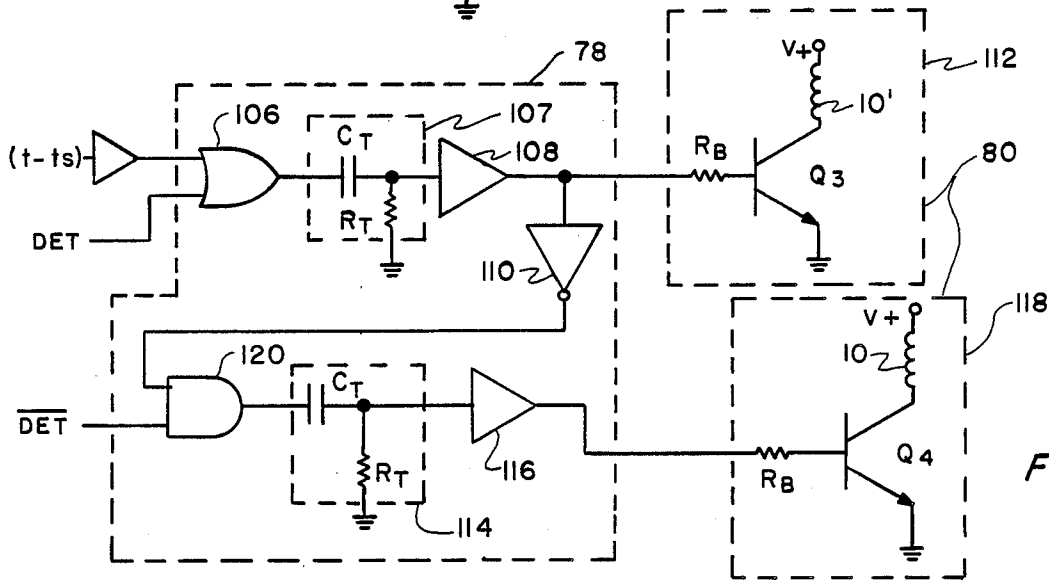 78
112
V+
10'
106
107
C_T
108
(t-ts)
R_B
Q_3
80
R_T
DET
110
118
V+
10
120
C_T
Q_4
D̅E̅T̅
R_T
116
R_B
F
114